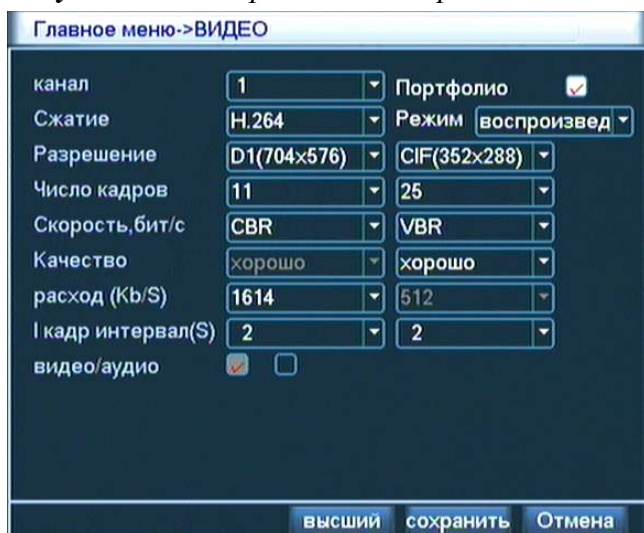 Главное меню->ВИДЕО
канал 1 Портфолио
Сжатие H.264 Режим воспроизвед
Разрешение D1(704x576) CIF(352x288)
Число кадров 11 25
Скорость,бит/с CBR VBR
Качество хорошо хорошо
расход (Kb/S) 1614 512
I кадр интервал(S) 2 2
видео/аудио
высший сохранить Отмена